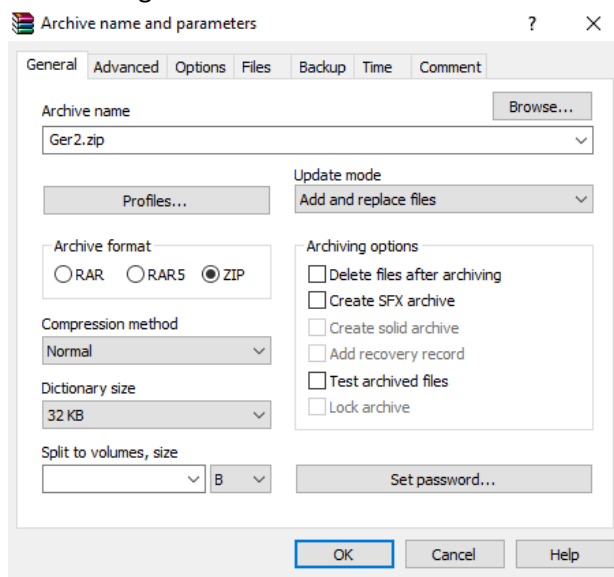 Archive name and parameters ?
General Advanced Options Files Backup Time Comment
Archive name
Browse...
Ger2.zip
Profiles...
Update mode
Add and replace files
Archive format
RAR RAR5 ZIP
Compression method
Normal
Dictionary size
32 KB
Split to volumes, size
B
Archiving options
Delete files after archiving
Create SFX archive
Create solid archive
Add recovery record
Test archived files
Lock archive
Set password...
OK Cancel Help